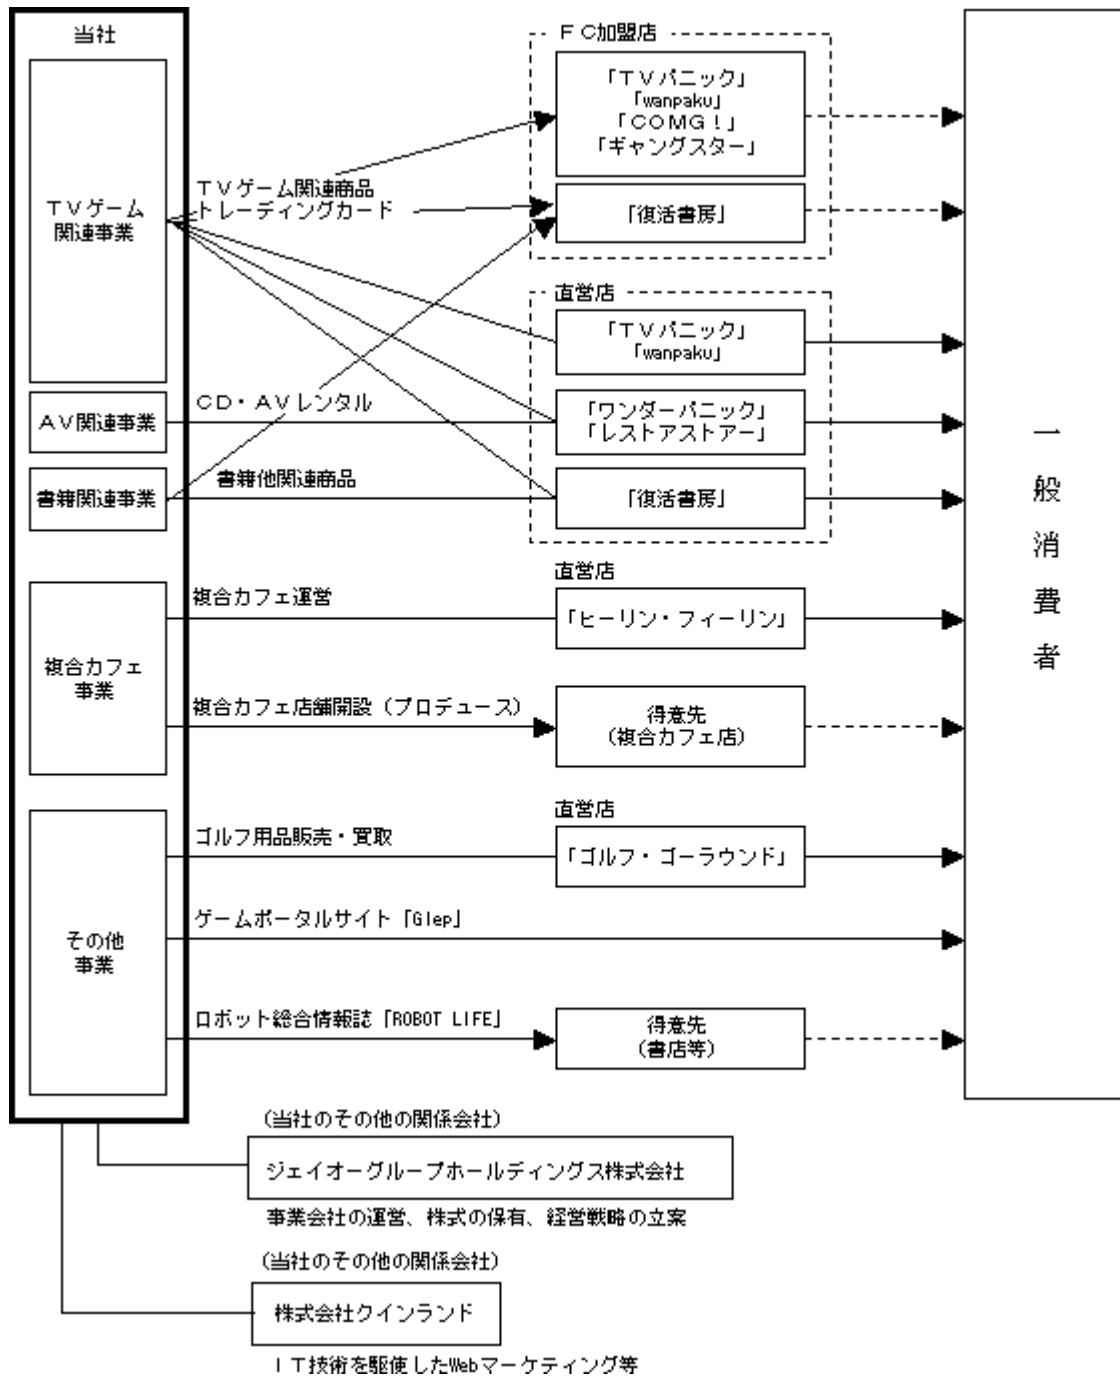 当社
ＴＶゲーム
関連事業
ＡＶ関連事業
書籍関連事業
複合カフェ
事業
その他
事業
ＴＶゲーム関連商品
トレーディングカード
ＣＤ・ＡＶレンタル
書籍他関連商品
複合カフェ運営
複合カフェ店舗開設（プロデュース）
ゴルフ用品販売・買取
ゲームポータルサイト「Glep」
ロボット総合情報誌「ROBOT LIFE」
ＦＣ加盟店
「ＴＶパニック」
「wanpaku」
「ＣＯＭＧ！」
「ギャングスター」
「復活書房」
直営店
「ＴＶパニック」
「wanpaku」
「ワンダーパニック」
「レストアストアー」
「復活書房」
直営店
「ヒーリン・フィーリン」
得意先
（複合カフェ店）
直営店
「ゴルフ・ゴーラウンド」
得意先
（書店等）
一般消費者
（当社のその他の関係会社）
ジェイオーグループホールディングス株式会社
事業会社の運営、株式の保有、経営戦略の立案
（当社のその他の関係会社）
株式会社クインランド
ＩＴ技術を駆使したWebマーケティング等